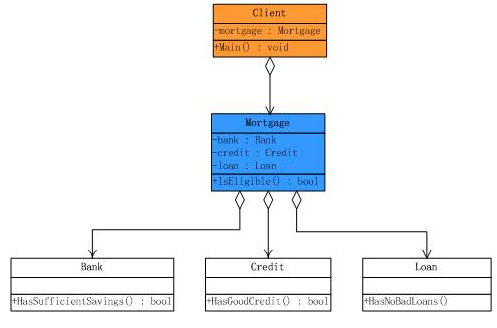 Client
-mortgage : Mortgage
+Main() : void
Mortgage
-bank : Bank
-credit : Credit
-loan : Loan
+IsEligible() : bool
Bank
+HasSufficientSavings() : bool
Credit
+HasGoodCredit() : bool
Loan
+HasNoBadLoans()